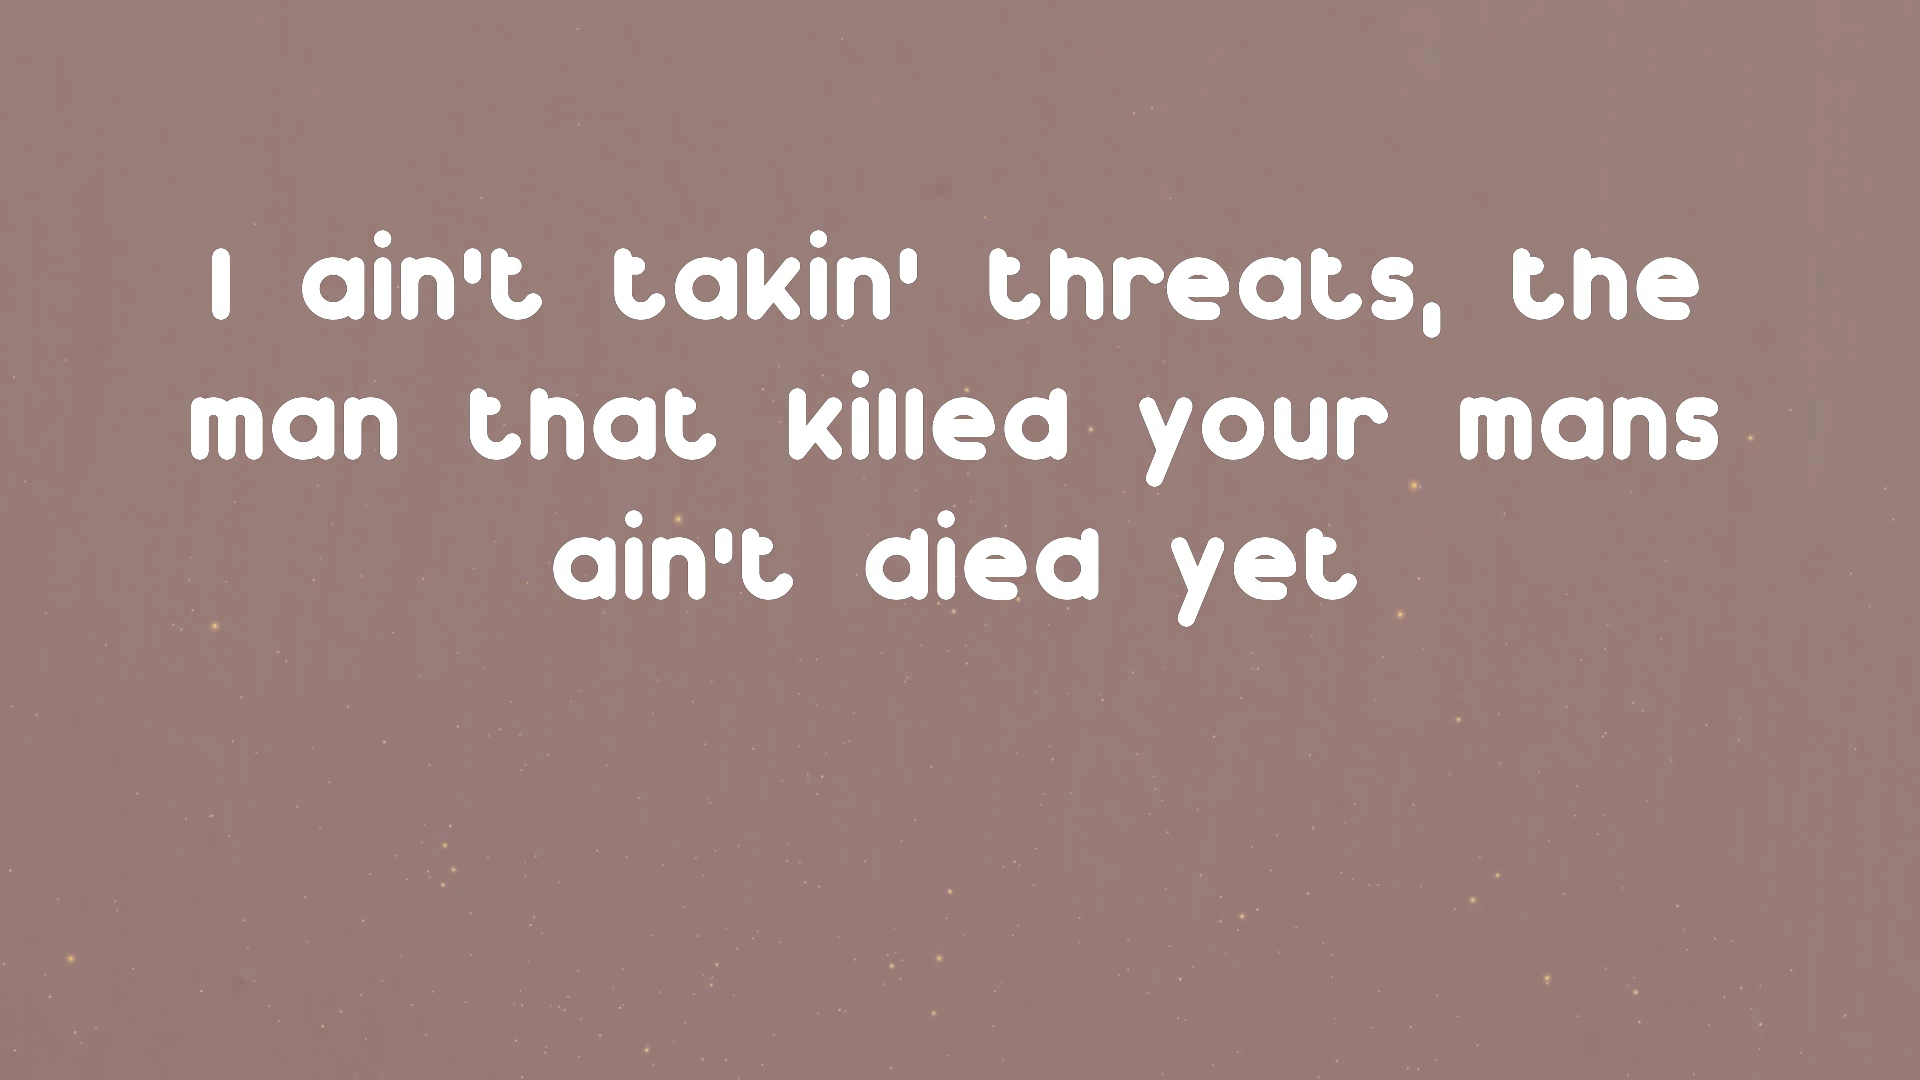 I ain't takin' threats, the
man that killed your mans
ain't died yet